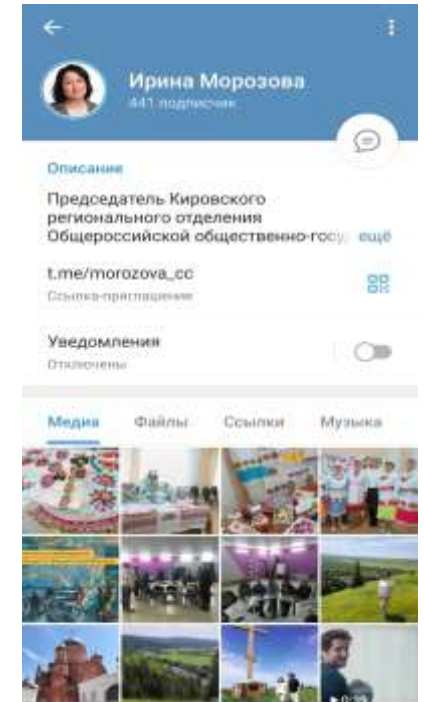 Ирина Морозова
441 подписчик
Описание
Председатель Кировского
регионального отделения
Общероссийской общественно-госу ещё
t.me/morozova_cc
Ссылка-приглашение
Уведомления
Отключены
Медиа Файлы Ссылки Музыка